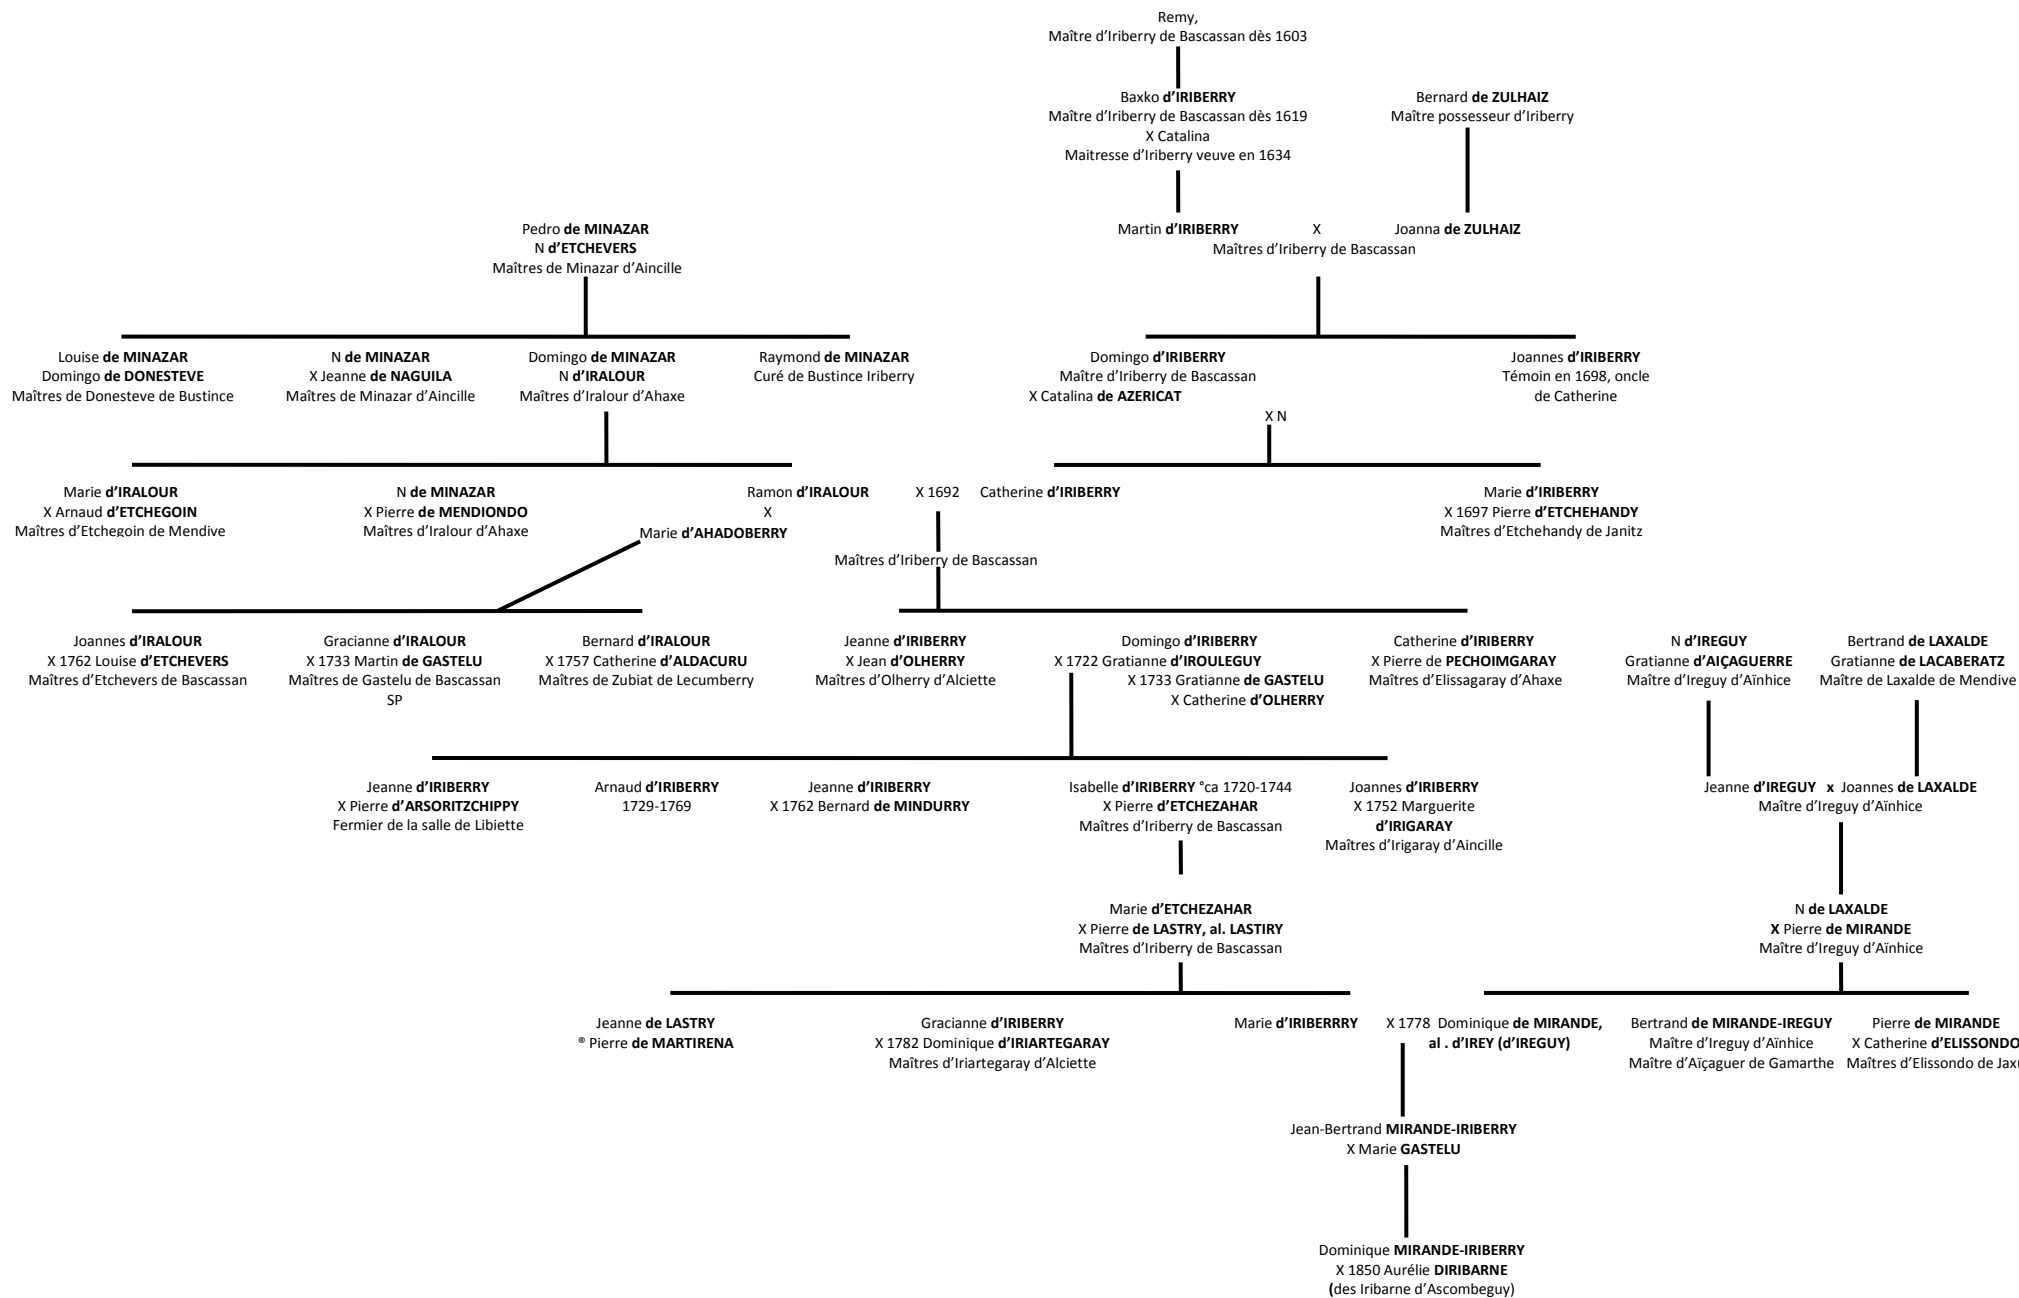 Remy,
Maître d’Iriberry de Bascassan dès 1603
Baxko d’IRIBERRY
Maître d’Iriberry de Bascassan dès 1619
X Catalina
Maitresse d’Iriberry veuve en 1634
Bernard de ZULHAIZ
Maître possesseur d’Iriberry
Pedro de MINAZAR
N d’ETCHEVERS
Maîtres de Minazar d’Aincille
Martin d’IRIBERRY X Joanna de ZULHAIZ
Maîtres d’Iriberry de Bascassan
Louise de MINAZAR
Domingo de DONESTEVE
Maîtres de Donesteve de Bustince
N de MINAZAR
X Jeanne de NAGUILA
Maîtres de Minazar d’Aincille
Domingo de MINAZAR
N d’IRALOUR
Maîtres d’Iralour d’Ahaxe
Raymond de MINAZAR
Curé de Bustince Iriberry
Domingo d’IRIBERRY
Maître d’Iriberry de Bascassan
X Catalina de AZERICAT
X N
Joannes d’IRIBERRY
Témoin en 1698, oncle
de Catherine
Marie d’IRALOUR
X Arnaud d’ETCHEGOIN
Maîtres d’Etchegoin de Mendive
N de MINAZAR
X Pierre de MENDIONDO
Maîtres d’Iralour d’Ahaxe
Ramon d’IRALOUR X 1692 Catherine d’IRIBERRY
X
Marie d’AHADOBERRY
Maîtres d’Iriberry de Bascassan
Marie d’IRIBERRY
X 1697 Pierre d’ETCHEHANDY
Maîtres d’Etchehandy de Janitz
Joannes d’IRALOUR
X 1762 Louise d’ETCHEVERS
Maîtres d’Etchevers de Bascassan
Gracianne d’IRALOUR
X 1733 Martin de GASTELU
Maîtres de Gastelu de Bascassan
SP
Bernard d’IRALOUR
X 1757 Catherine d’ALDACURU
Maîtres de Zubiat de Lecumberry
Jeanne d’IRIBERRY
X Jean d’OLHERRY
Maîtres d’Olherry d’Alciette
Domingo d’IRIBERRY
X 1722 Gratianne d’IROULEGUY
X 1733 Gratianne de GASTELU
X Catherine d’OLHERRY
Catherine d’IRIBERRY
X Pierre de PECHOIMGARAY
Maîtres d’Elissagaray d’Ahaxe
N d’IREGUY
Gratianne d’AIÇAGUERRE
Maître d’Ireguy d’Aïnhice
Bertrand de LAXALDE
Gratianne de LACABERATZ
Maître de Laxalde de Mendive
Jeanne d’IRIBERRY
X Pierre d’ARSORITZCHIPPY
Fermier de la salle de Libiette
Arnaud d’IRIBERRY
1729-1769
Jeanne d’IRIBERRY
X 1762 Bernard de MINDURRY
Isabelle d’IRIBERRY °ca 1720-1744
X Pierre d’ETCHEZAHAR
Maîtres d’Iriberry de Bascassan
Joannes d’IRIBERRY
X 1752 Marguerite
d’IRIGARAY
Maîtres d’Irigaray d’Aincille
Jeanne d’IREGUY x Joannes de LAXALDE
Maître d’Ireguy d’Aïnhice
Marie d’ETCHEZAHAR
X Pierre de LASTRY, al. LASTIRY
Maîtres d’Iriberry de Bascassan
N de LAXALDE
X Pierre de MIRANDE
Maître d’Ireguy d’Aïnhice
Jeanne de LASTRY
® Pierre de MARTIRENA
Gracianne d’IRIBERRY
X 1782 Dominique d’IRIARTEGARAY
Maîtres d’Iriartegaray d’Alciette
Marie d’IRIBERRRY X 1778 Dominique de MIRANDE,
al . d’IREY (d’IREGUY)
Bertrand de MIRANDE-IREGUY
Maître d’Ireguy d’Aïnhice
Maître d’Aïçaguer de Gamarthe
Pierre de MIRANDE
X Catherine d’ELISSONDO
Maîtres d’Elissondo de Jaxu
Jean-Bertrand MIRANDE-IRIBERRY
X Marie GASTELU
Dominique MIRANDE-IRIBERRY
X 1850 Aurélie DIRIBARNE
(des Iribarne d’Ascombeguy)